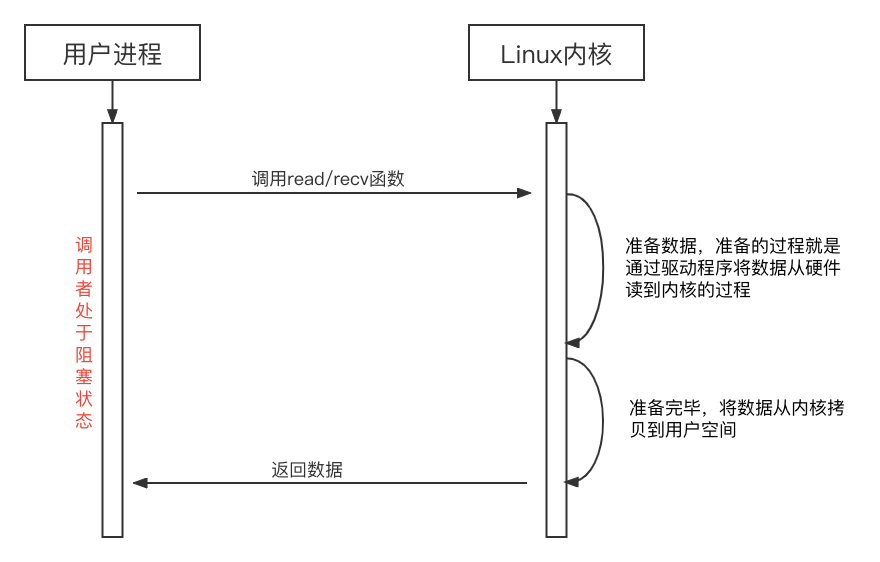 用户进程
Linux内核
调用read/recv函数
调用者处于阻塞状态
准备数据，准备的过程就是
通过驱动程序将数据从硬件
读到内核的过程
准备完毕，将数据从内核拷
贝到用户空间
返回数据